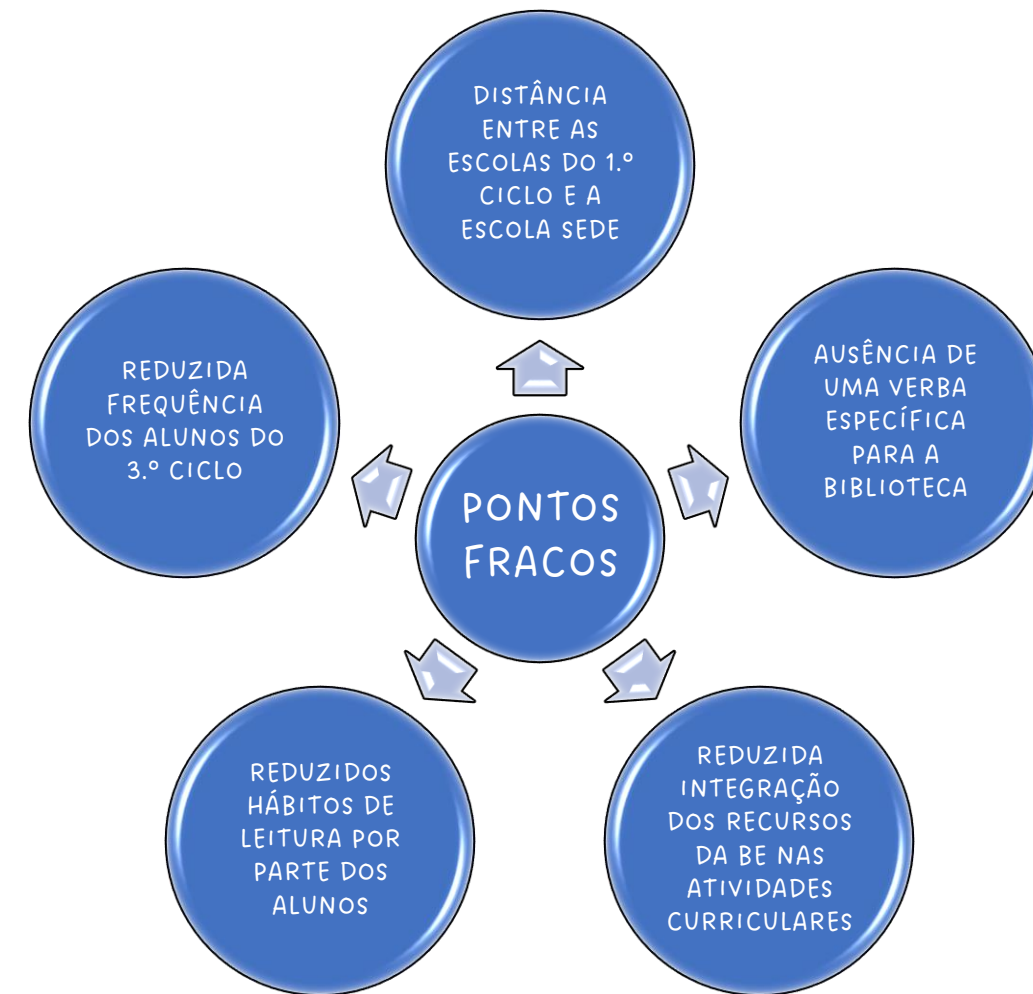 DISTÂNCIA
ENTRE AS
ESCOLAS DO 1.º
CICLO E A
ESCOLA SEDE
AUSÊNCIA DE
UMA VERBA
ESPECÍFICA
PARA A
BIBLIOTECA
REDUZIDA
FREQUÊNCIA
DOS ALUNOS DO
3.º CICLO
PONTOS
FRACOS
REDUZIDA
INTEGRAÇÃO
DOS RECURSOS
DA BE NAS
ATIVIDADES
CURRICULARES
REDUZIDOS
HÁBITOS DE
LEITURA POR
PARTE DOS
ALUNOS